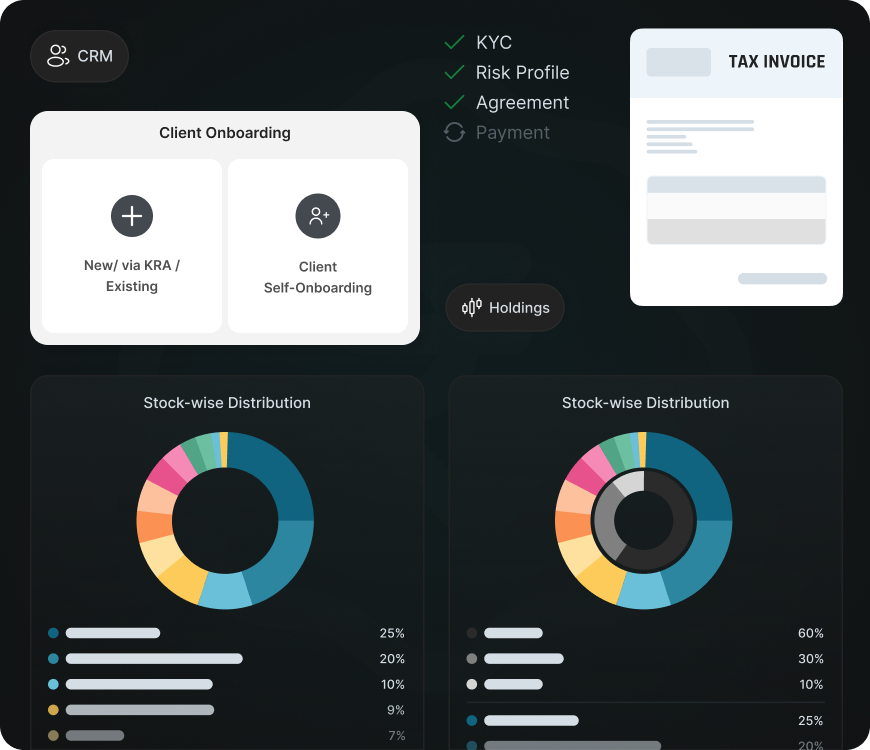 CRM
KYC
Risk Profile
Agreement
Payment
TAX INVOICE
Client Onboarding
New/ via KRA /
Existing
Client
Self-Onboarding
Holdings
Stock-wise Distribution
25%
20%
10%
9%
7%
Stock-wise Distribution
60%
30%
10%
25%
20%